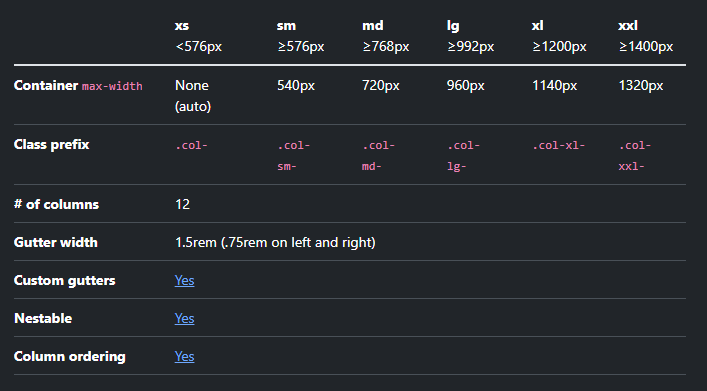 xs sm md lg xl xxl
<576px ≥576px ≥768px ≥992px ≥1200px ≥1400px
Container max-width None 540px 720px 960px 1140px 1320px
(auto)
Class prefix .col- .col- .col- .col- .col-xl- .col-
sm- md- lg- xxl-
# of columns 12
Gutter width 1.5rem (.75rem on left and right)
Custom gutters Yes
Nestable Yes
Column ordering Yes